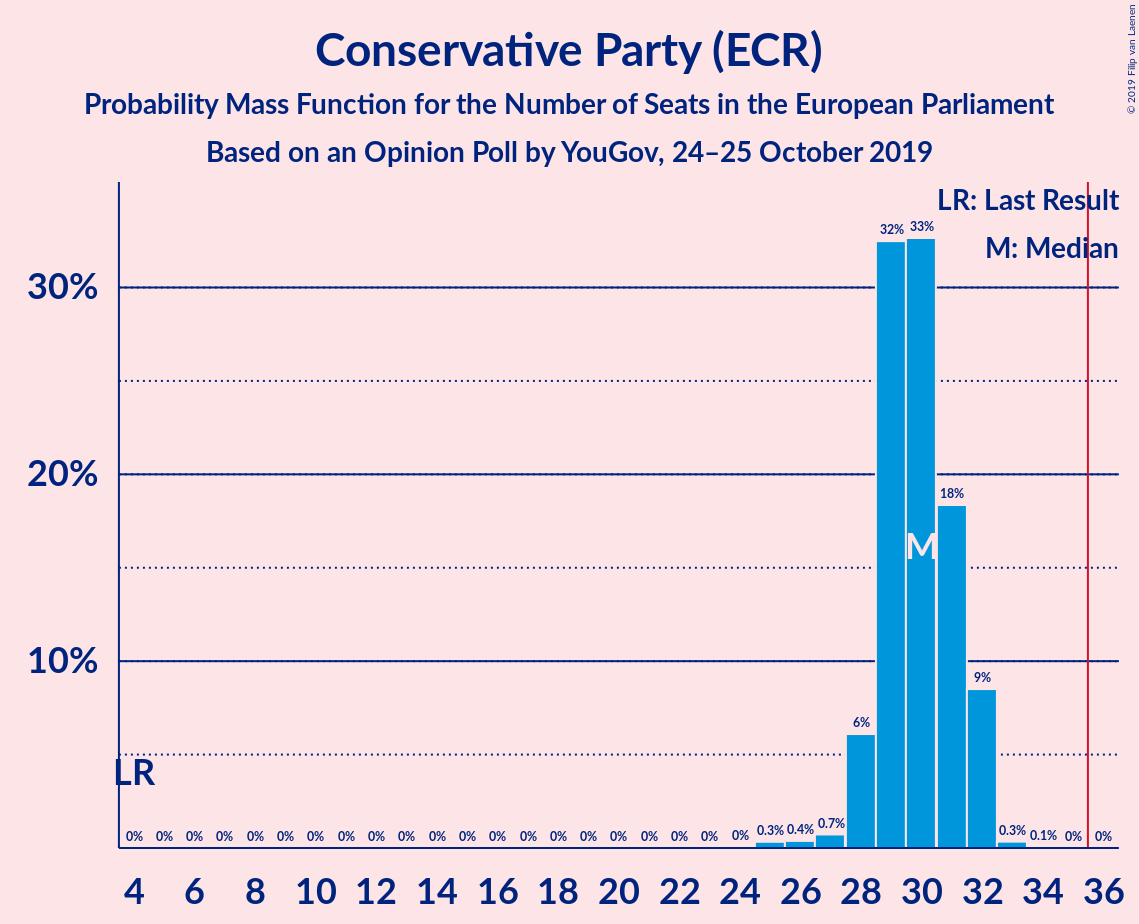 Conservative Party (ECR)
Probability Mass Function for the Number of Seats in the European Parliament
Based on an Opinion Poll by YouGov, 24–25 October 2019
© 2019 Filip van Laenen
LR: Last Result
M: Median
30%
20%
10%
32% 33%
18%
M
9%
6%
LR
0% 0% 0% 0% 0% 0% 0% 0% 0% 0% 0% 0% 0% 0% 0% 0% 0% 0% 0% 0% 0% 0.3% 0.4% 0.7% 0.3% 0.1% 0% 0%
4 6 8 10 12 14 16 18 20 22 24 26 28 30 32 34 36